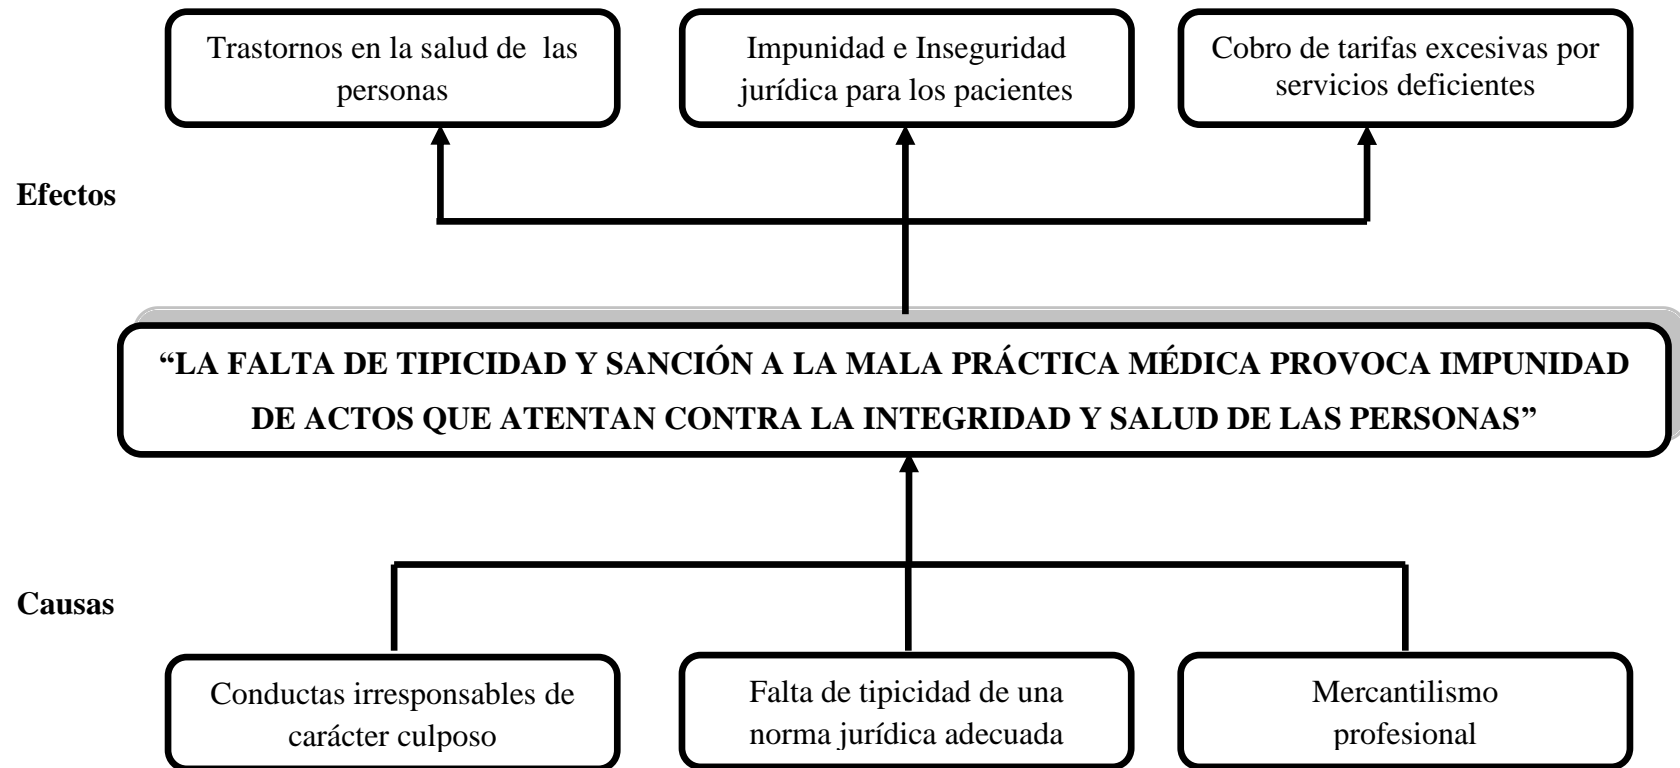 Trastornos en la salud de las
personas
Impunidad e Inseguridad
jurídica para los pacientes
Cobro de tarifas excesivas por
servicios deficientes
Efectos
“LA FALTA DE TIPICIDAD Y SANCIÓN A LA MALA PRÁCTICA MÉDICA PROVOCA IMPUNIDAD
DE ACTOS QUE ATENTAN CONTRA LA INTEGRIDAD Y SALUD DE LAS PERSONAS”
Causas
Conductas irresponsables de
carácter culposo
Falta de tipicidad de una
norma jurídica adecuada
Mercantilismo
profesional